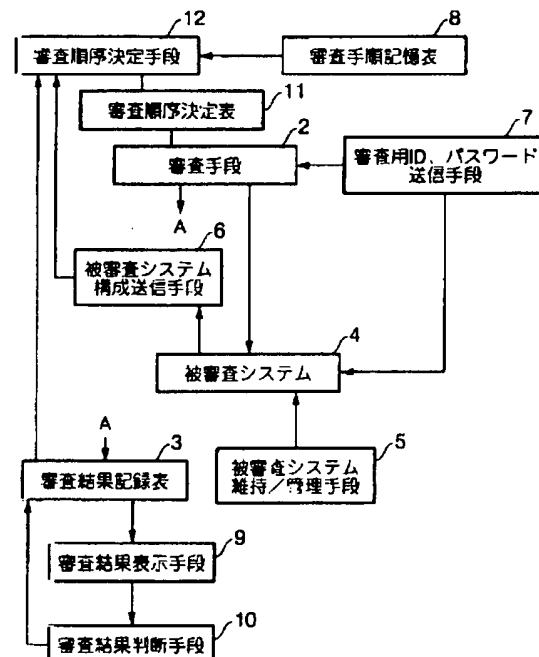 12
審査順序決定手段
8
審査手順記憶表
11
審査順序決定表
2
審査手段
7
審査用ID、パスワード
送信手段
A
6
被審査システム
構成送信手段
4
被審査システム
A
3
審査結果記録表
5
被審査システム
維持／管理手段
9
審査結果表示手段
10
審査結果判断手段